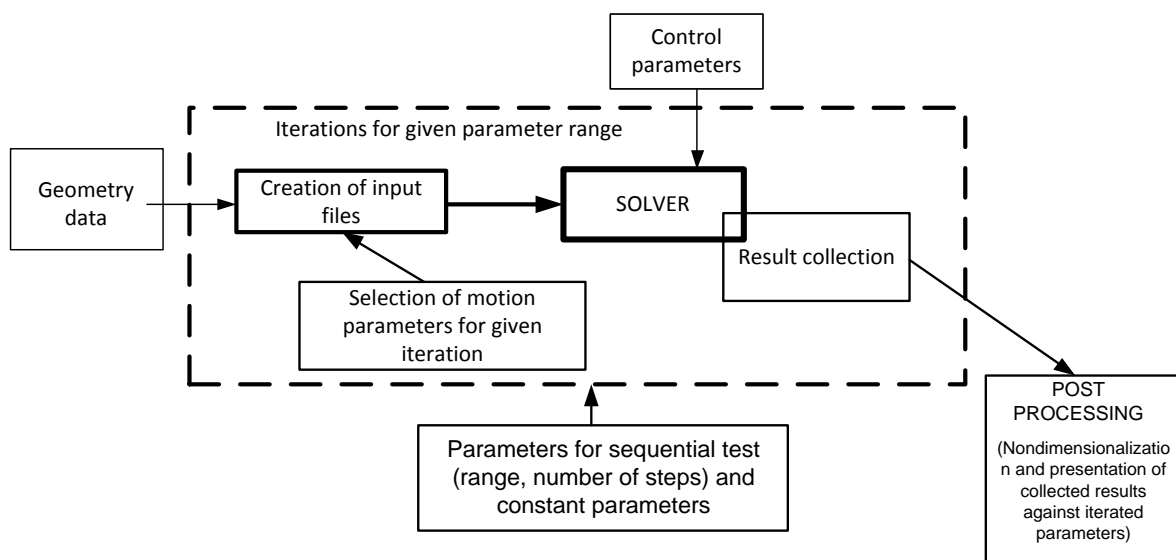 Control
parameters
Iterations for given parameter range
Geometry
data
Creation of input
files
SOLVER
Result collection
Selection of motion
parameters for given
iteration
Parameters for sequential test
(range, number of steps) and
constant parameters
POST
PROCESSING
(Nondimensionalizatio
n and presentation of
collected results
against iterated
parameters)